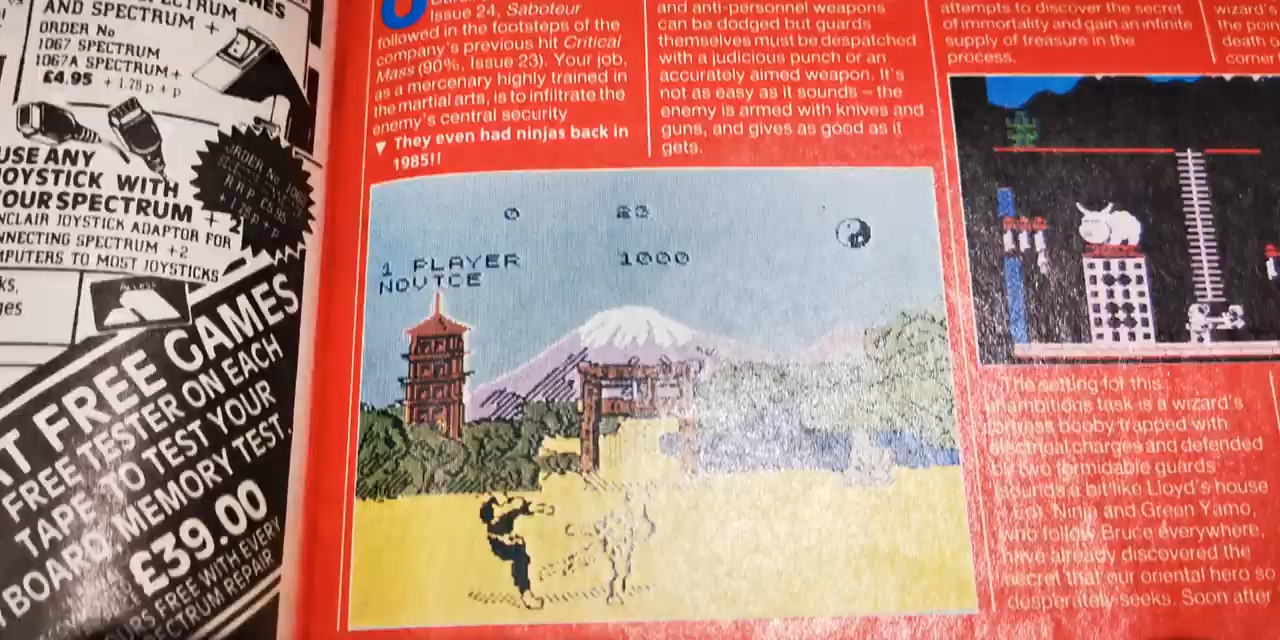 AND SPECTRUM +
ORDER No
1067 SPECTRUM
1067A SPECTRUM+
£4.95 + 1.75 p + p
USE ANY
JOYSTICK WITH
YOUR SPECTRUM + 2
SINCLAIR JOYSTICK ADAPTOR FOR
CONNECTING SPECTRUM +2
COMPUTERS TO MOST JOYSTICKS
FREE GAMES
FREE TESTER ON EACH
TAPE TO TEST YOUR
BOARD, MEMORY TEST.
£39.00
FREE WITH EVERY
SPECTRUM REPAIR
Issue 24, Saboteur
followed in the footsteps of the
company's previous hit Critical
Mass (90%, Issue 23). Your job,
as a mercenary highly trained in
the martial arts, is to infiltrate the
enemy's central security
▼ They even had ninjas back in
1985!!
and anti-personnel weapons
can be dodged but guards
themselves must be despatched
with a judicious punch or an
accurately aimed weapon. It's
not as easy as it sounds – the
enemy is armed with knives and
guns, and gives as good as it
gets.
0
1 PLAYER 1000
NOVICE
attempts to discover the secret
of immortality and gain an infinite
supply of treasure in the
process.
The setting for this
ambitious task is a wizard's
fortress booby trapped with
electrical charges and defended
by two formidable guards
sounds a bit like Lloyd's house
Ninja and Green Yamo,
who follow Bruce everywhere,
have already discovered the
secret that our oriental hero so
desperately seeks. Soon after
wizard's
the poin
death o
corner